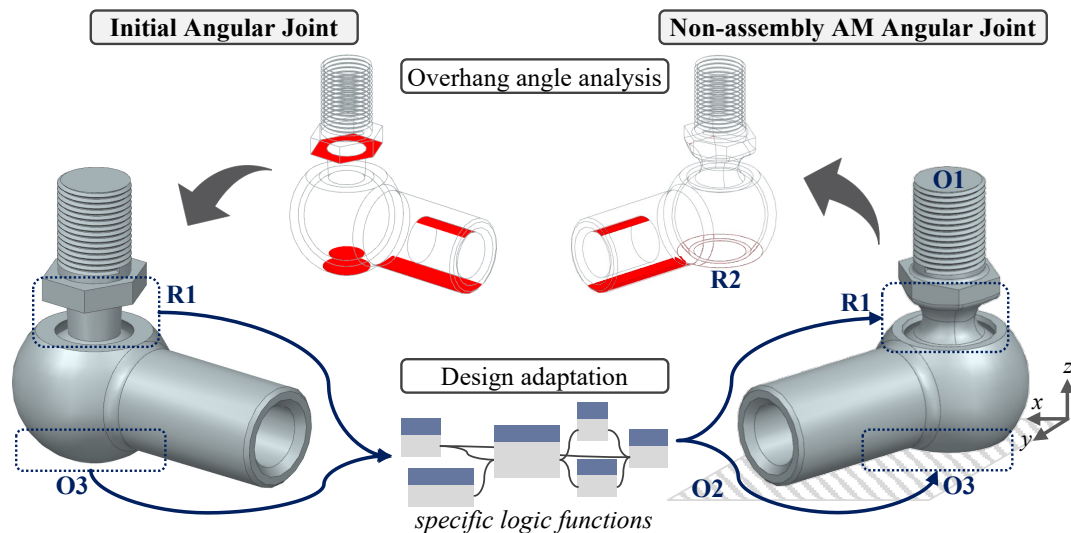 Initial Angular Joint
Non-assembly AM Angular Joint
Overhang angle analysis
O1
R2
R1
R1
z
x
y
Design adaptation
O3
O2
O3
specific logic functions